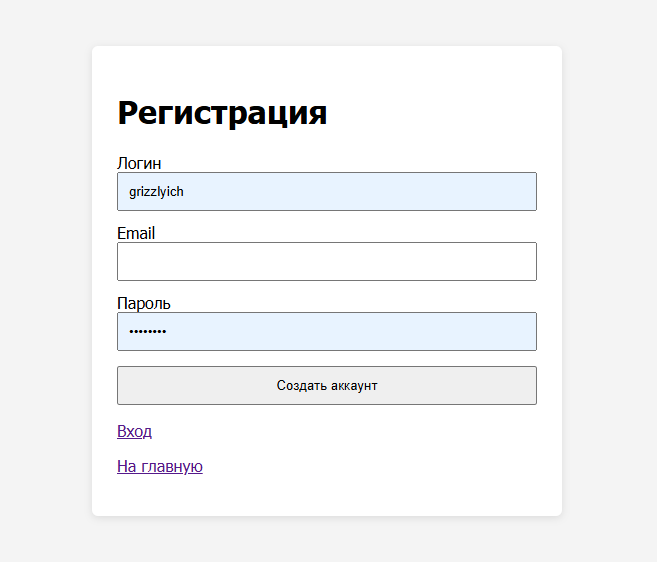 Регистрация
Логин
grizzlyich
Email
Пароль
••••••••
Создать аккаунт
Вход
На главную